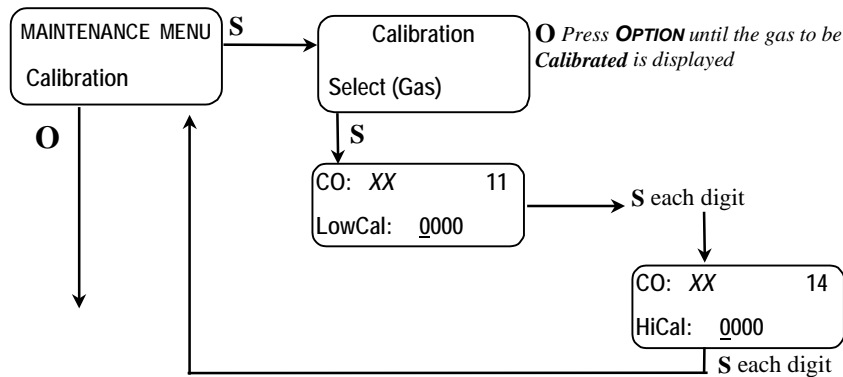 MAINTENANCE MENU
Calibration
S
Calibration
Select (Gas)
O Press OPTION until the gas to be
Calibrated is displayed
O
S
CO: XX 11
LowCal: 0000
S each digit
CO: XX 14
HiCal: 0000
S each digit